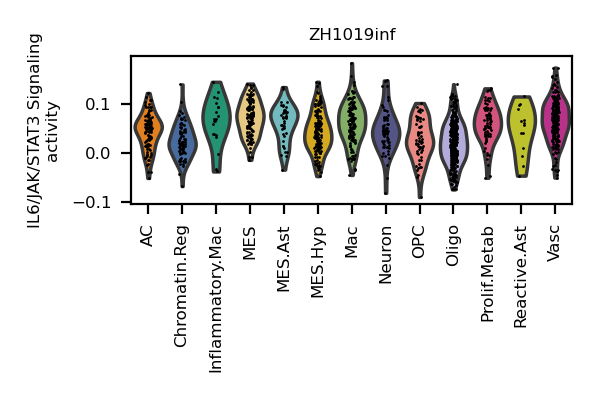 ZH1019inf
IL6/JAK/STAT3 Signaling
activity
0.1
0.0
−0.1
AC
Chromatin.Reg
Inflammatory.Mac
MES
MES.Ast
MES.Hyp
Mac
Neuron
OPC
Oligo
Prolif.Metab
Reactive.Ast
Vasc